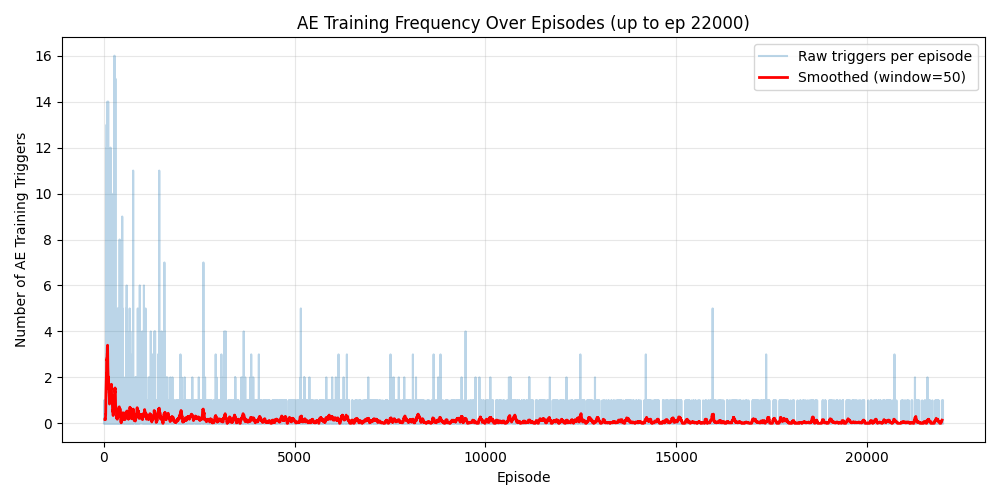 AE Training Frequency Over Episodes (up to ep 22000)
Raw triggers per episode
Smoothed (window=50)
Number of AE Training Triggers
16
14
12
10
8
6
4
2
0
0 5000 10000 15000 20000
Episode